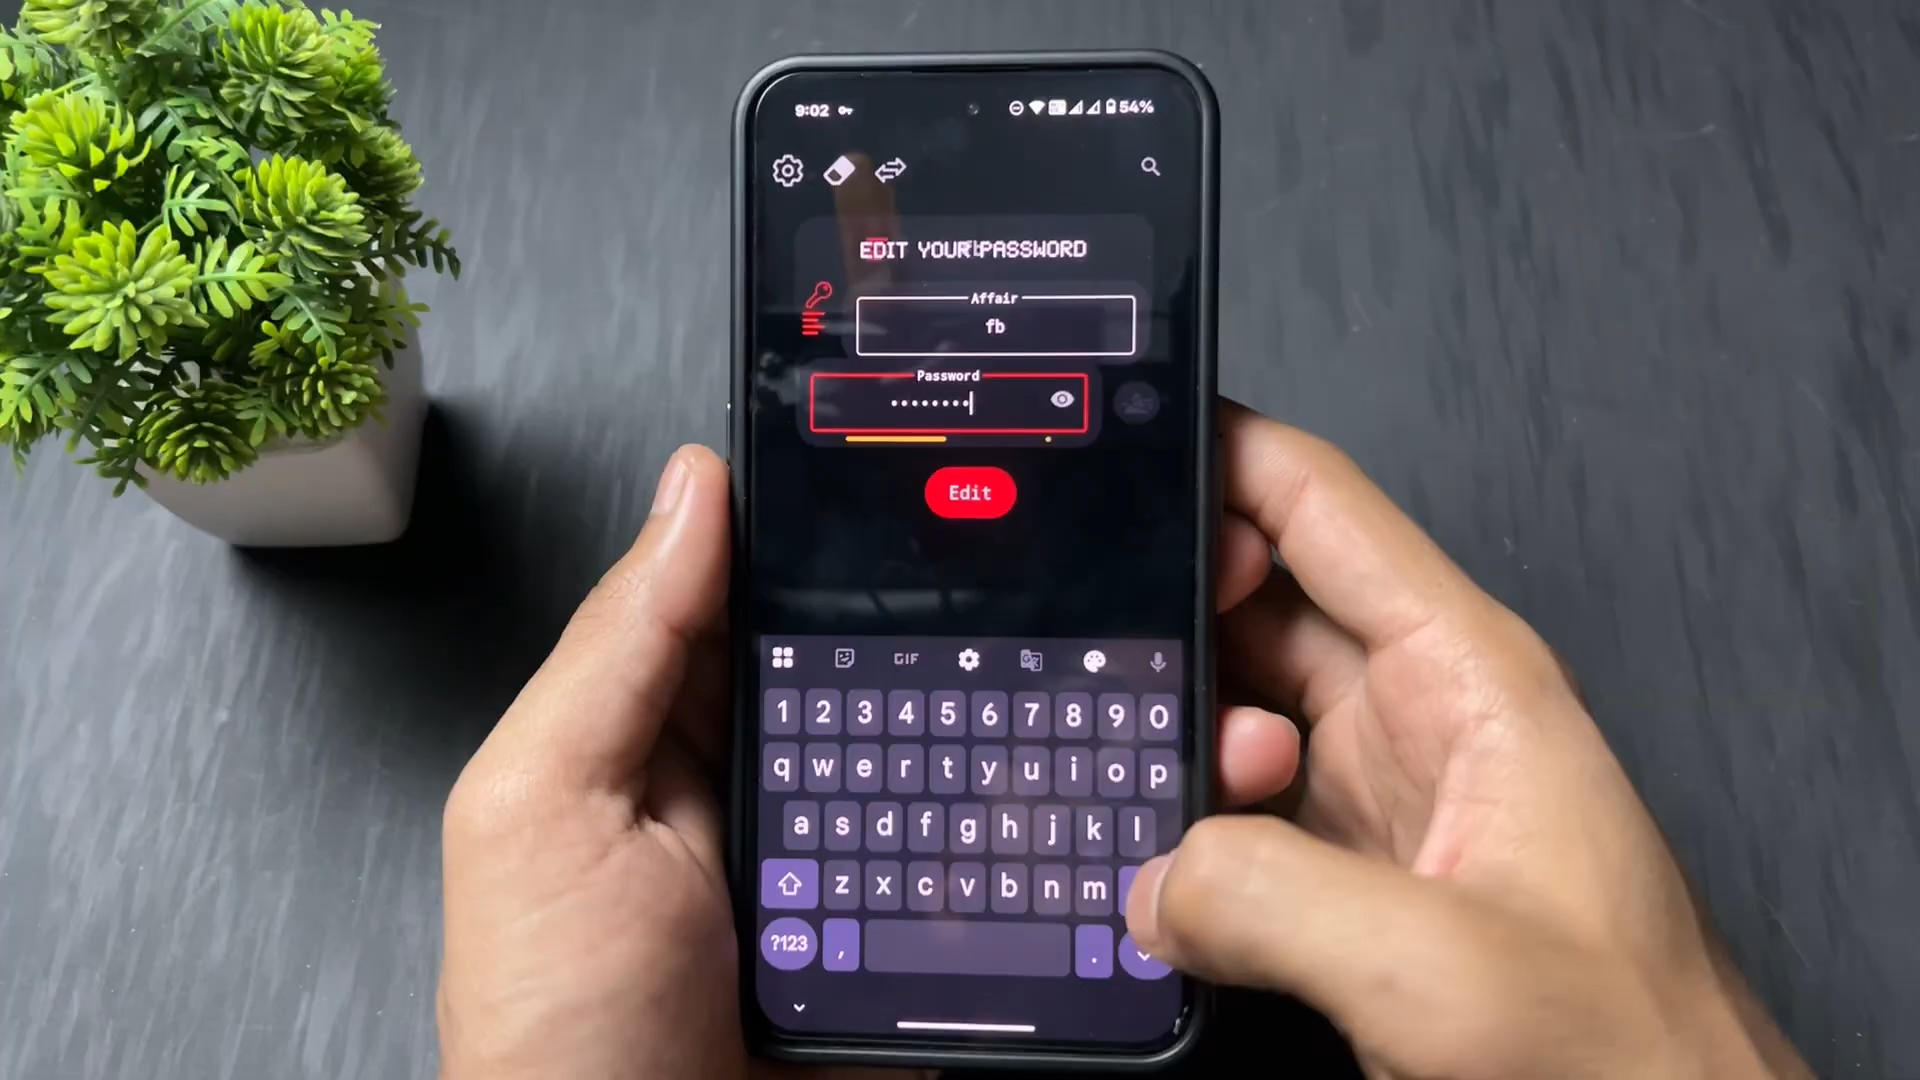 9:02 54%
EDIT YOUR PASSWORD
Affair
fb
Password
••••••••
Edit
GIF
1 2 3 4 5 6 7 8 9 0
q w e r t y u i o p
a s d f g h j k l
z x c v b n m
?123 , .